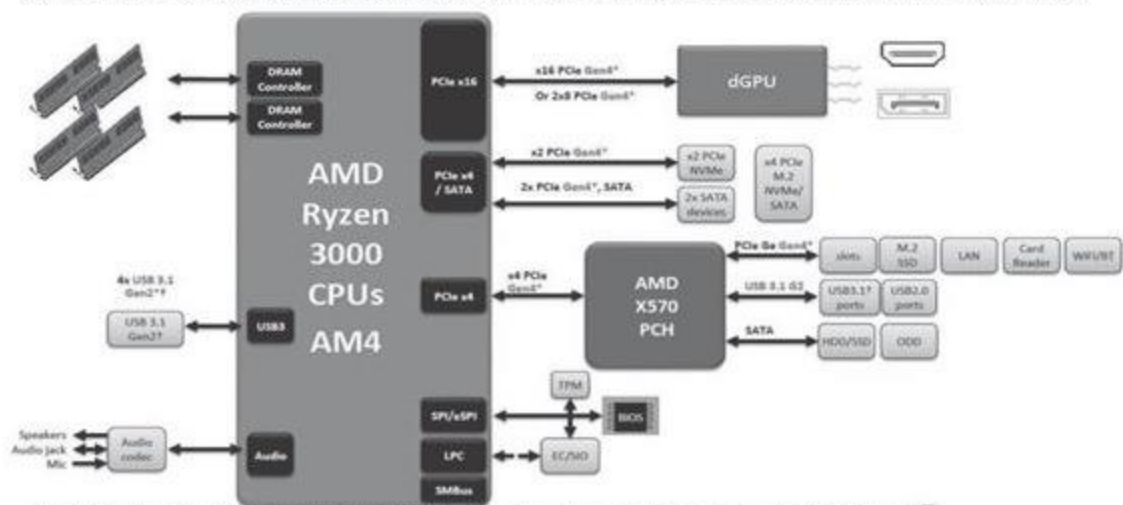 DRAM
Controller
DRAM
Controller
PCIe x16
x16 PCIe Gen4*
Or 2x8 PCIe Gen4*
dGPU
PCIe x4
/ SATA
x2 PCIe Gen4*
2x PCIe Gen4*, SATA
x2 PCIe
NVMe
2x SATA
devices
x4 PCIe
M.2
NVMe/
SATA
AMD
Ryzen
3000
CPUs
AM4
PCIe x4
x4 PCIe
Gen4*
AMD
X570
PCH
PCIe Ge Gen4*
slots
M.2
SSD
LAN
Card
Reader
WiFi/BT
USB 3.1 G2
USB3.1†
ports
USB2.0
ports
SATA
HDD/SSD
ODD
4x USB 3.1
Gen2*†
USB 3.1
Gen2†
USB3
TPM
SPI/eSPI
BIOS
Speakers
Audio jack
Mic
Audio
codec
Audio
LPC
EC/SIO
SMBus